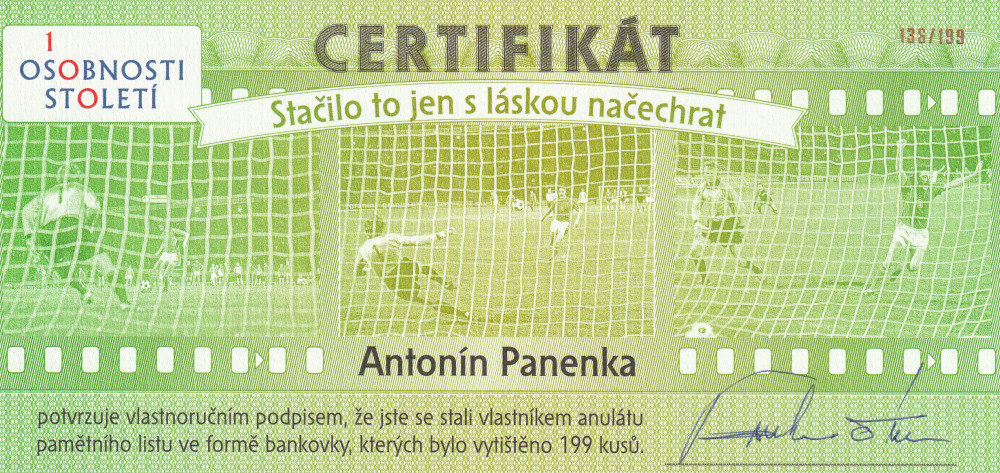 CERTIFIKÁT
138/199
1
OSOBNOSTI
STOLETÍ
Stačilo to jen s láskou načechrat
Antonín Panenka
potvrzuje vlastnoručním podpisem, že jste se stali vlastníkem anulátu
pamětního listu ve formě bankovky, kterých bylo vytištěno 199 kusů.